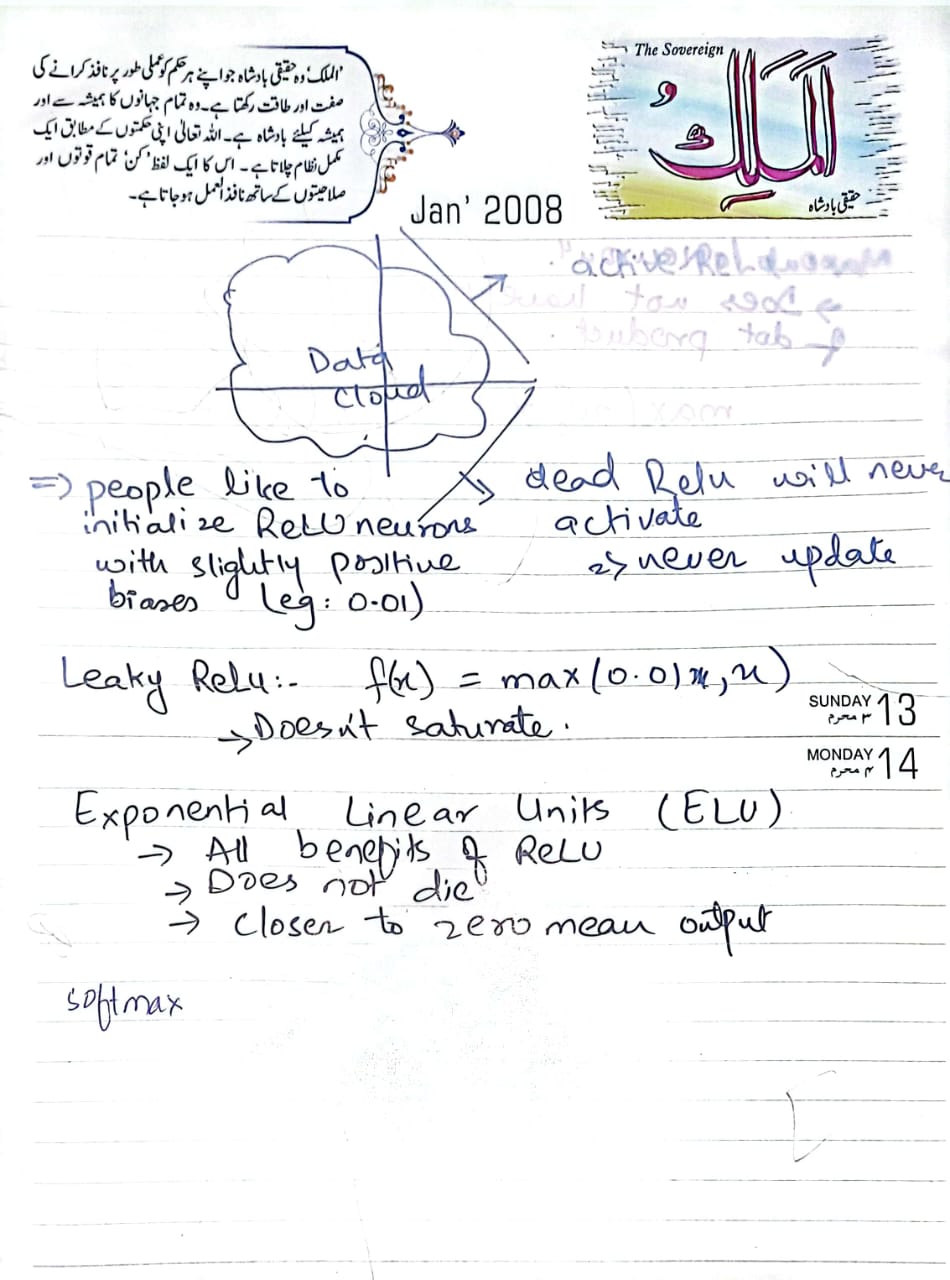 The Sovereign
'الملک' وہ حقیقی بادشاہ جو اپنے ہر حکم کو عملی طور پر نافذ کرانے کی
صفت اور طاقت رکھتا ہے۔ وہ تمام جہانوں کا ہمیشہ سے اور
ہمیشہ کیلئے بادشاہ ہے۔ اللہ تعالیٰ اپنی حکمتوں کے مطابق ایک
مکمل نظام چلاتا ہے۔ اس کا ایک لفظ 'کن' تمام قوتوں اور
صلاحیتوں کے ساتھ نافذ العمل ہو جاتا ہے۔
اَلْمَلِكُ
حقیقی بادشاہ
Jan' 2008
active Relu
Data
Cloud
=> people like to
initialize ReLU neurons
with slightly positive
biases (eg: 0.01)
dead Relu will never
activate
=> never update
Leaky Relu:- f(x) = max(0.01x, x)
→ Doesn't saturate.
SUNDAY 13
۳ محرم
MONDAY 14
۴ محرم
Exponential Linear Units (ELU)
→ All benefits of ReLU
→ Does not die
→ closer to zero mean output
softmax